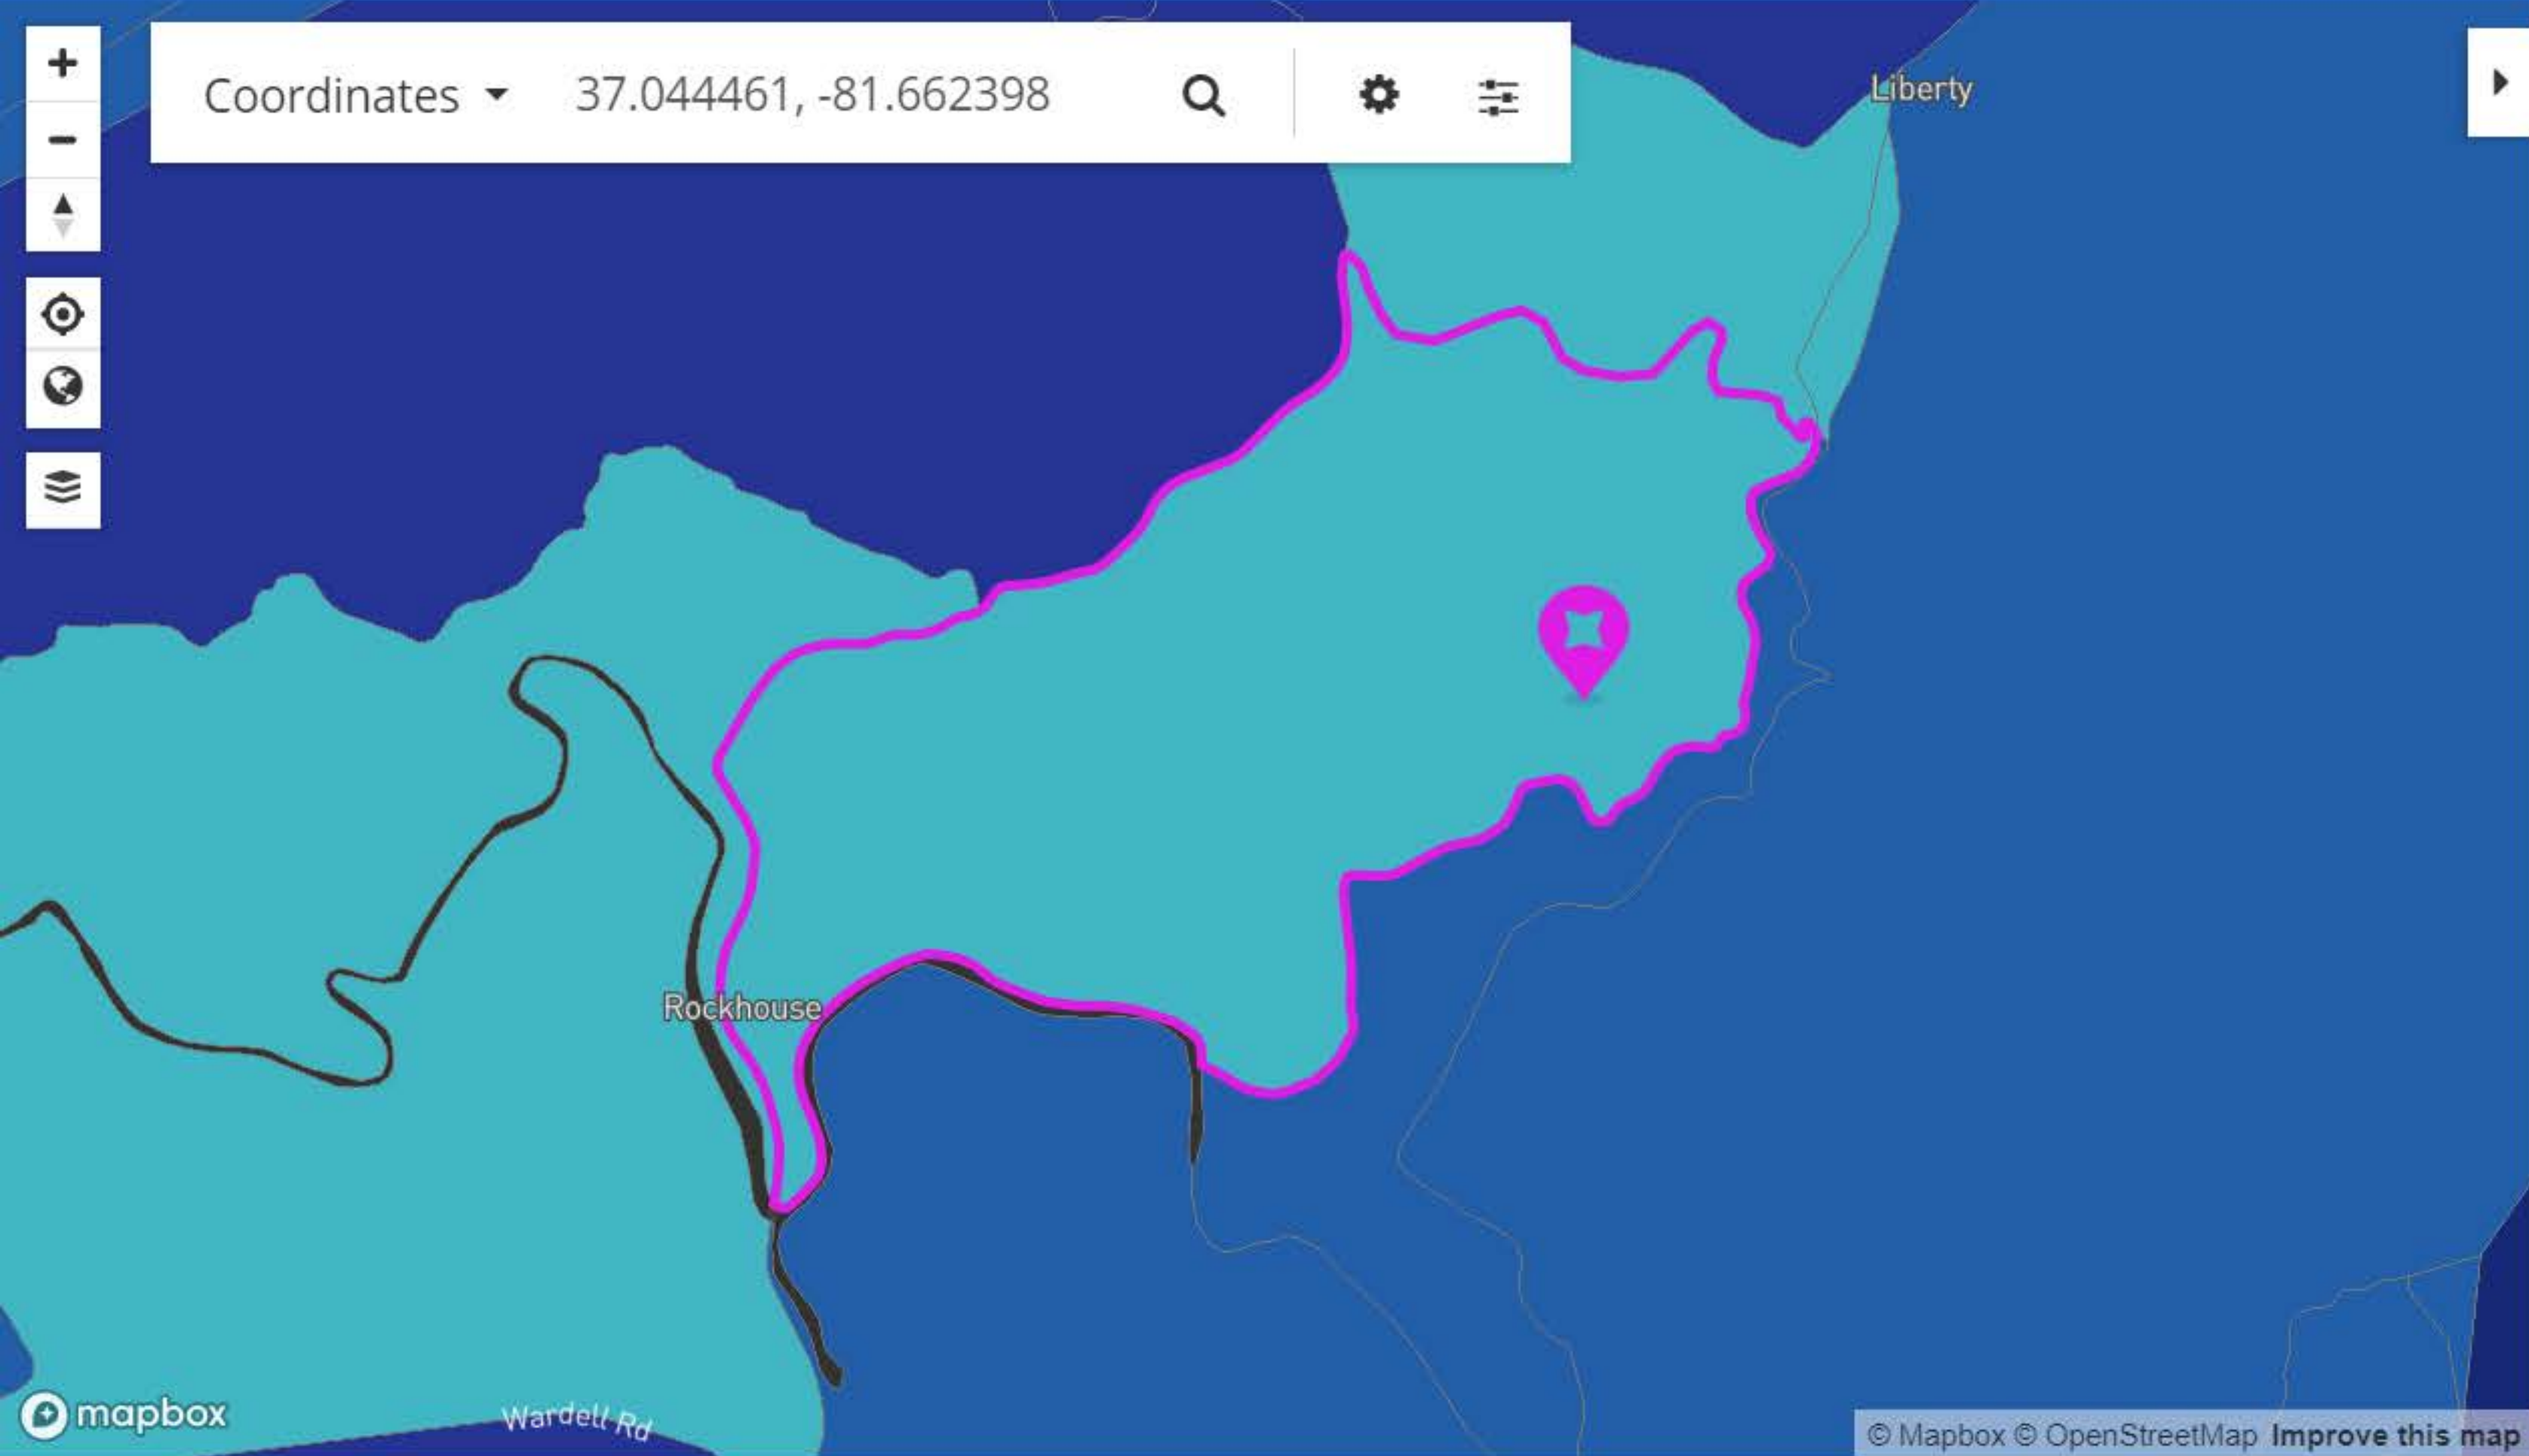 Coordinates 37.044461, -81.662398
Liberty
Rockhouse
Wardell Rd
mapbox
© Mapbox © OpenStreetMap Improve this map